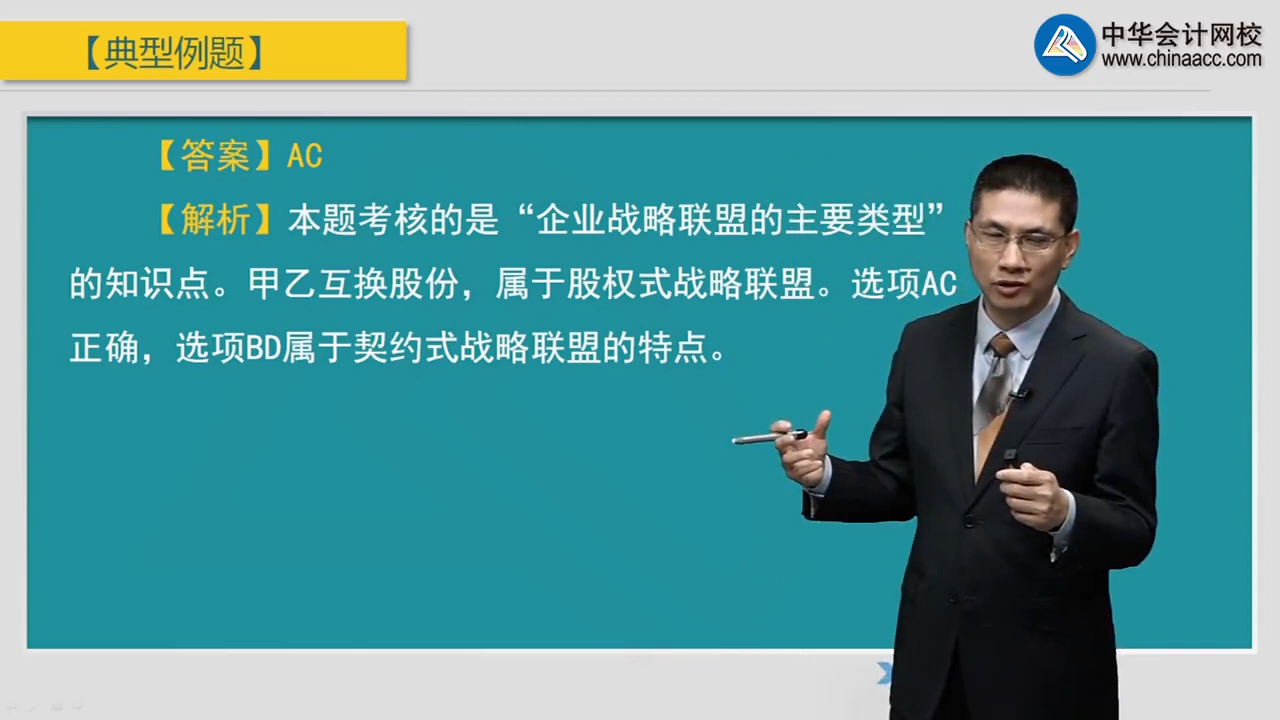 【典型例题】
中华会计网校
www.chinaacc.com
【答案】AC
【解析】本题考核的是“企业战略联盟的主要类型”
的知识点。甲乙互换股份，属于股权式战略联盟。选项AC
正确，选项BD属于契约式战略联盟的特点。